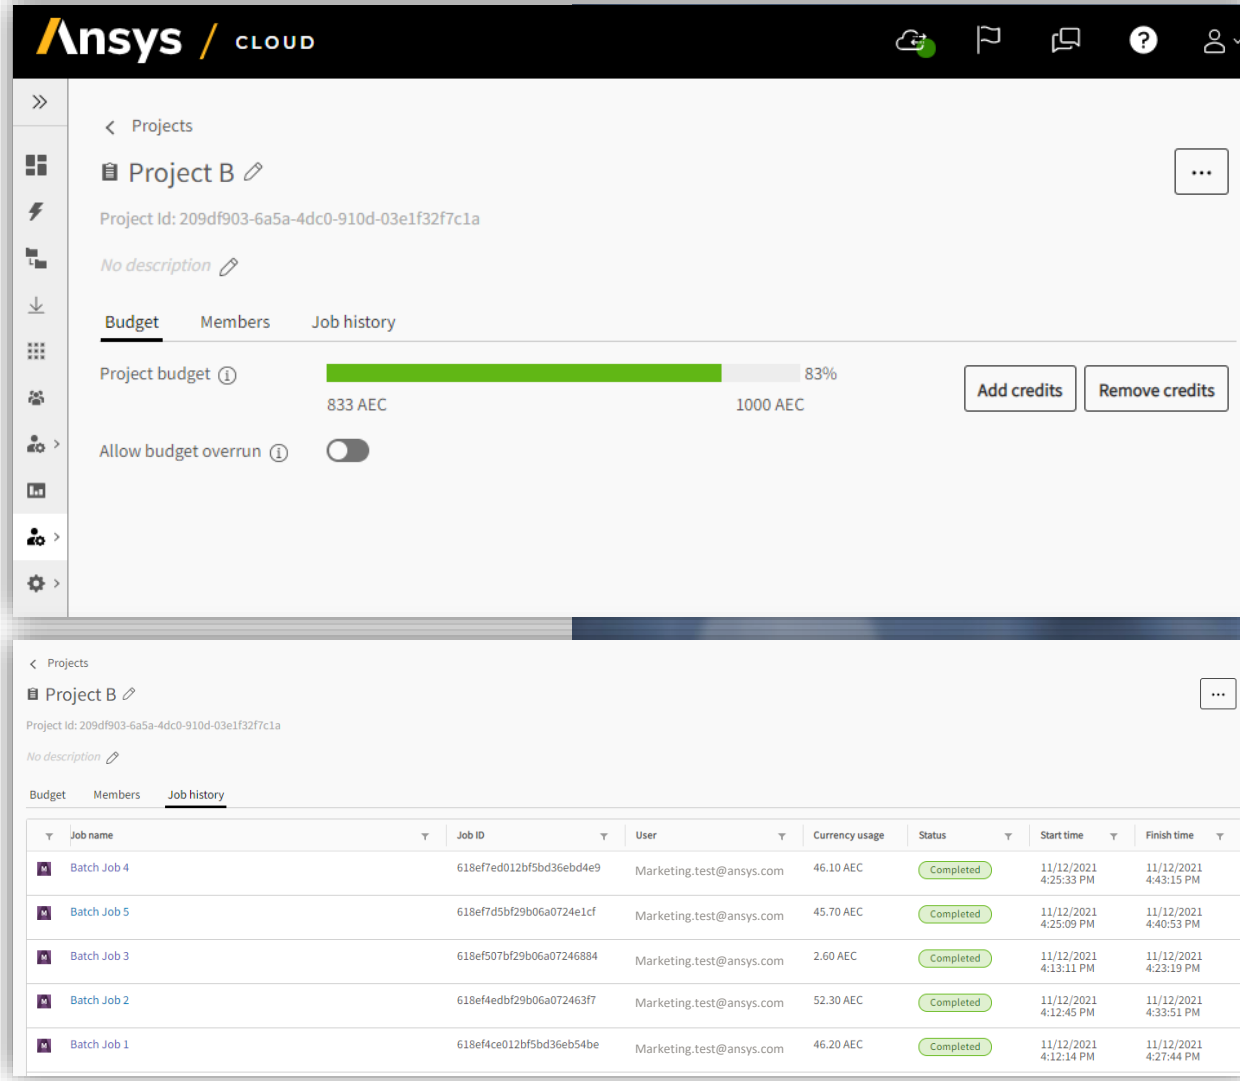 Ansys / CLOUD
Projects
Project B
Project Id: 209df903-6a5a-4dc0-910d-03e1f32f7c1a
No description
Budget Members Job history
Project budget 83% Add credits Remove credits
833 AEC 1000 AEC
Allow budget overrun
Projects
Project B
Project Id: 209df903-6a5a-4dc0-910d-03e1f32f7c1a
No description
Budget Members Job history
Job name Job ID User Currency usage Status Start time Finish time
Batch Job 4 618ef7ed012bf5bd36ebd4e9 Marketing.test@ansys.com 46.10 AEC Completed 11/12/2021 11/12/2021
4:25:33 PM 4:43:15 PM
Batch Job 5 618ef7d5bf29b06a0724e1cf Marketing.test@ansys.com 45.70 AEC Completed 11/12/2021 11/12/2021
4:25:09 PM 4:40:53 PM
Batch Job 3 618ef507bf29b06a07246884 Marketing.test@ansys.com 2.60 AEC Completed 11/12/2021 11/12/2021
4:13:11 PM 4:23:19 PM
Batch Job 2 618ef4edbf29b06a072463f7 Marketing.test@ansys.com 52.30 AEC Completed 11/12/2021 11/12/2021
4:12:45 PM 4:33:51 PM
Batch Job 1 618ef4ce012bf5bd36eb54be Marketing.test@ansys.com 46.20 AEC Completed 11/12/2021 11/12/2021
4:12:14 PM 4:27:44 PM